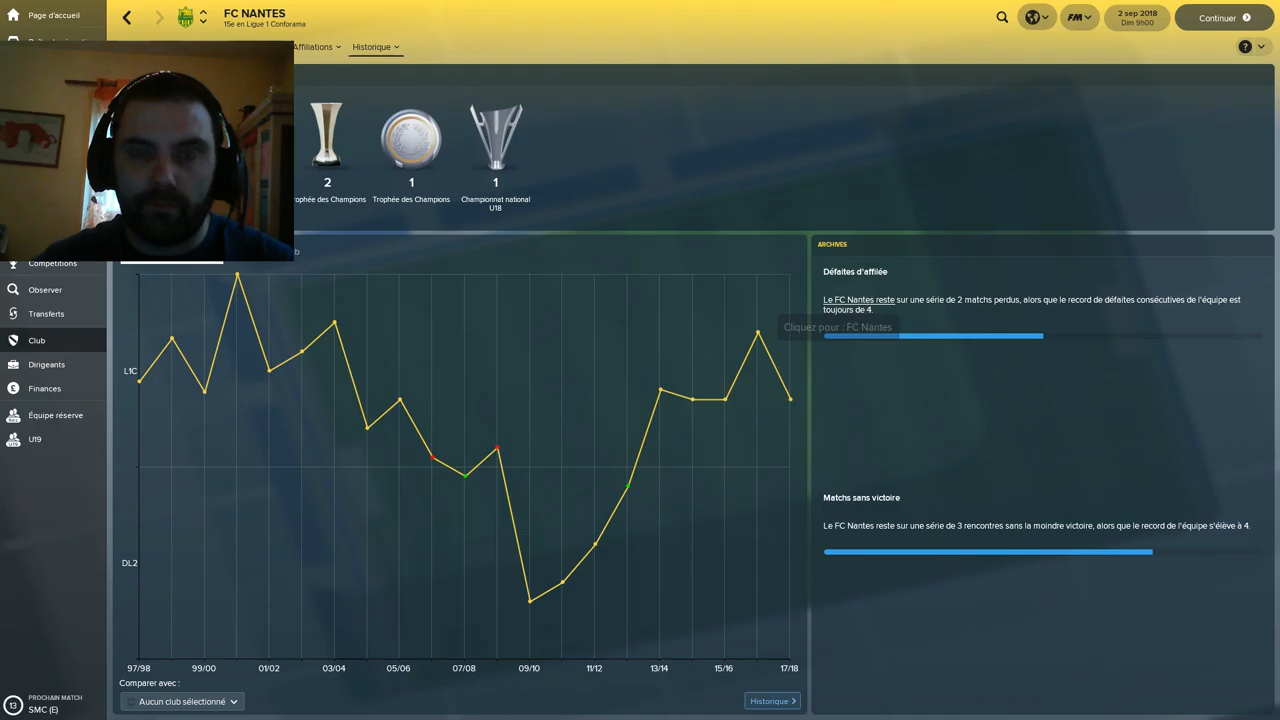 Page d'accueil
FC NANTES
15e en Ligue 1 Conforama
FM
2 sep 2018
Dim 9h00
Continuer
Affiliations
Historique
?
2
1
1
ophée des Champions
Trophée des Champions
Championnat national
U18
Compétitions
Observer
Transferts
Club
Dirigeants
Finances
Équipe réserve
U19
PROCHAIN MATCH
13
SMC (E)
b
L1C
DL2
97/98
99/00
01/02
03/04
05/06
07/08
09/10
11/12
13/14
15/16
17/18
Comparer avec :
Aucun club sélectionné
Historique
ARCHIVES
Défaites d'affilée
Le FC Nantes reste sur une série de 2 matchs perdus, alors que le record de défaites consécutives de l'équipe est
toujours de 4.
Cliquez pour : FC Nantes
Matchs sans victoire
Le FC Nantes reste sur une série de 3 rencontres sans la moindre victoire, alors que le record de l'équipe s'élève à 4.